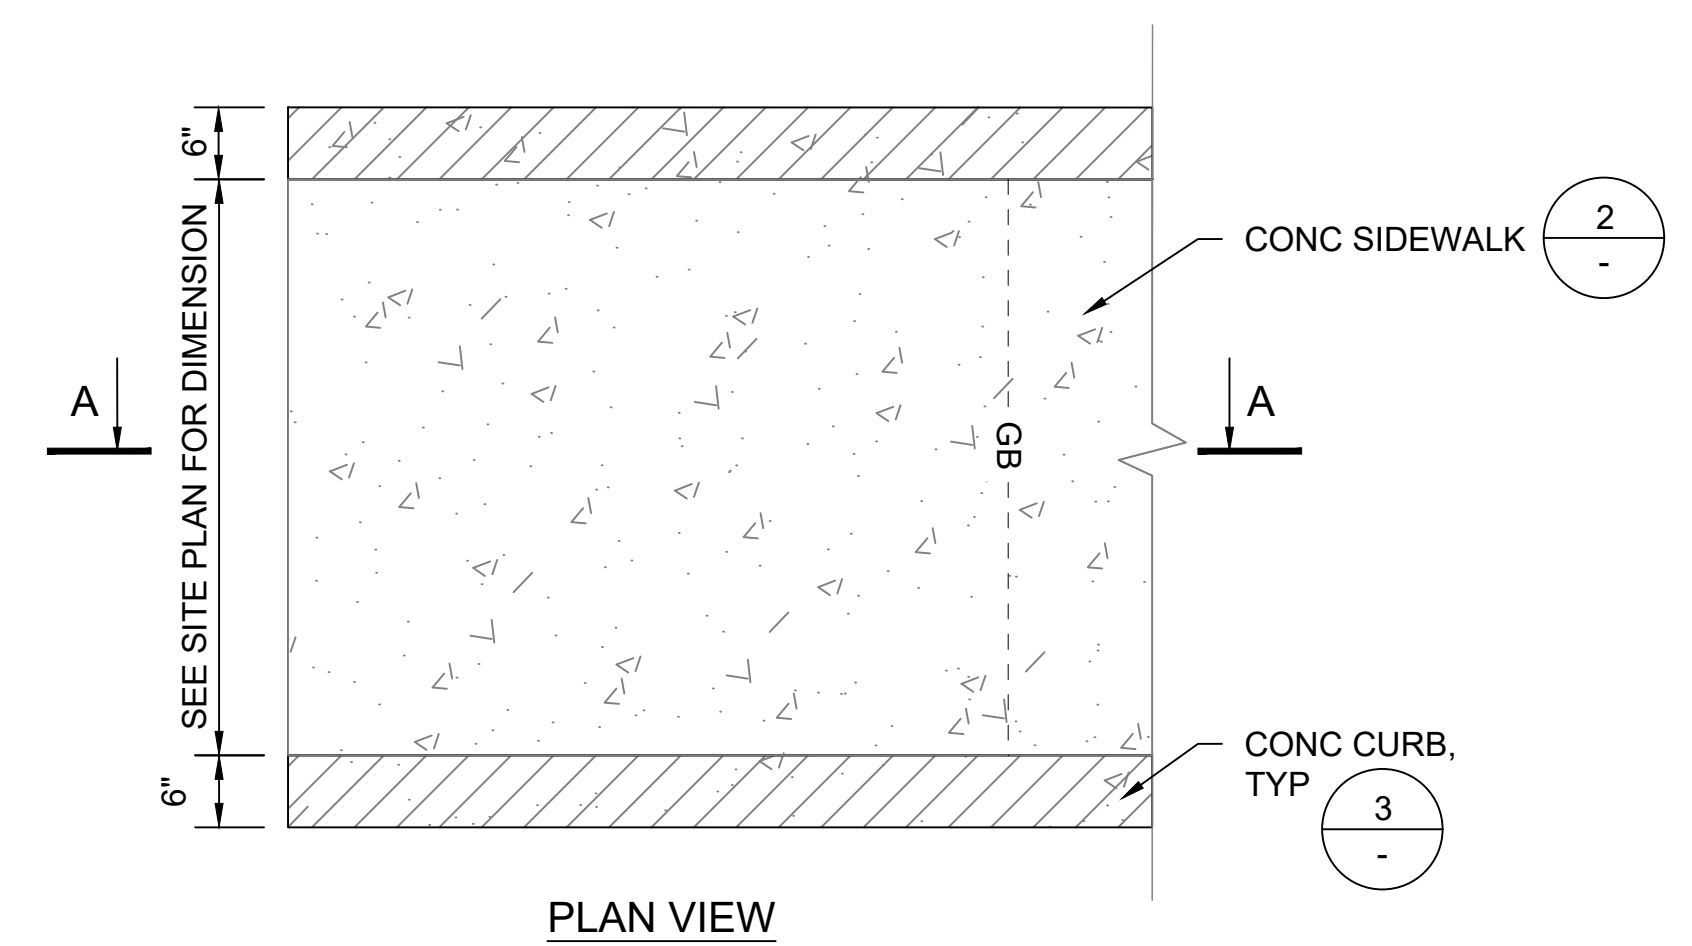 6"
SEE SITE PLAN FOR DIMENSION
6"
A
GB
A
CONC SIDEWALK
2
-
CONC CURB,
TYP
3
-
PLAN VIEW